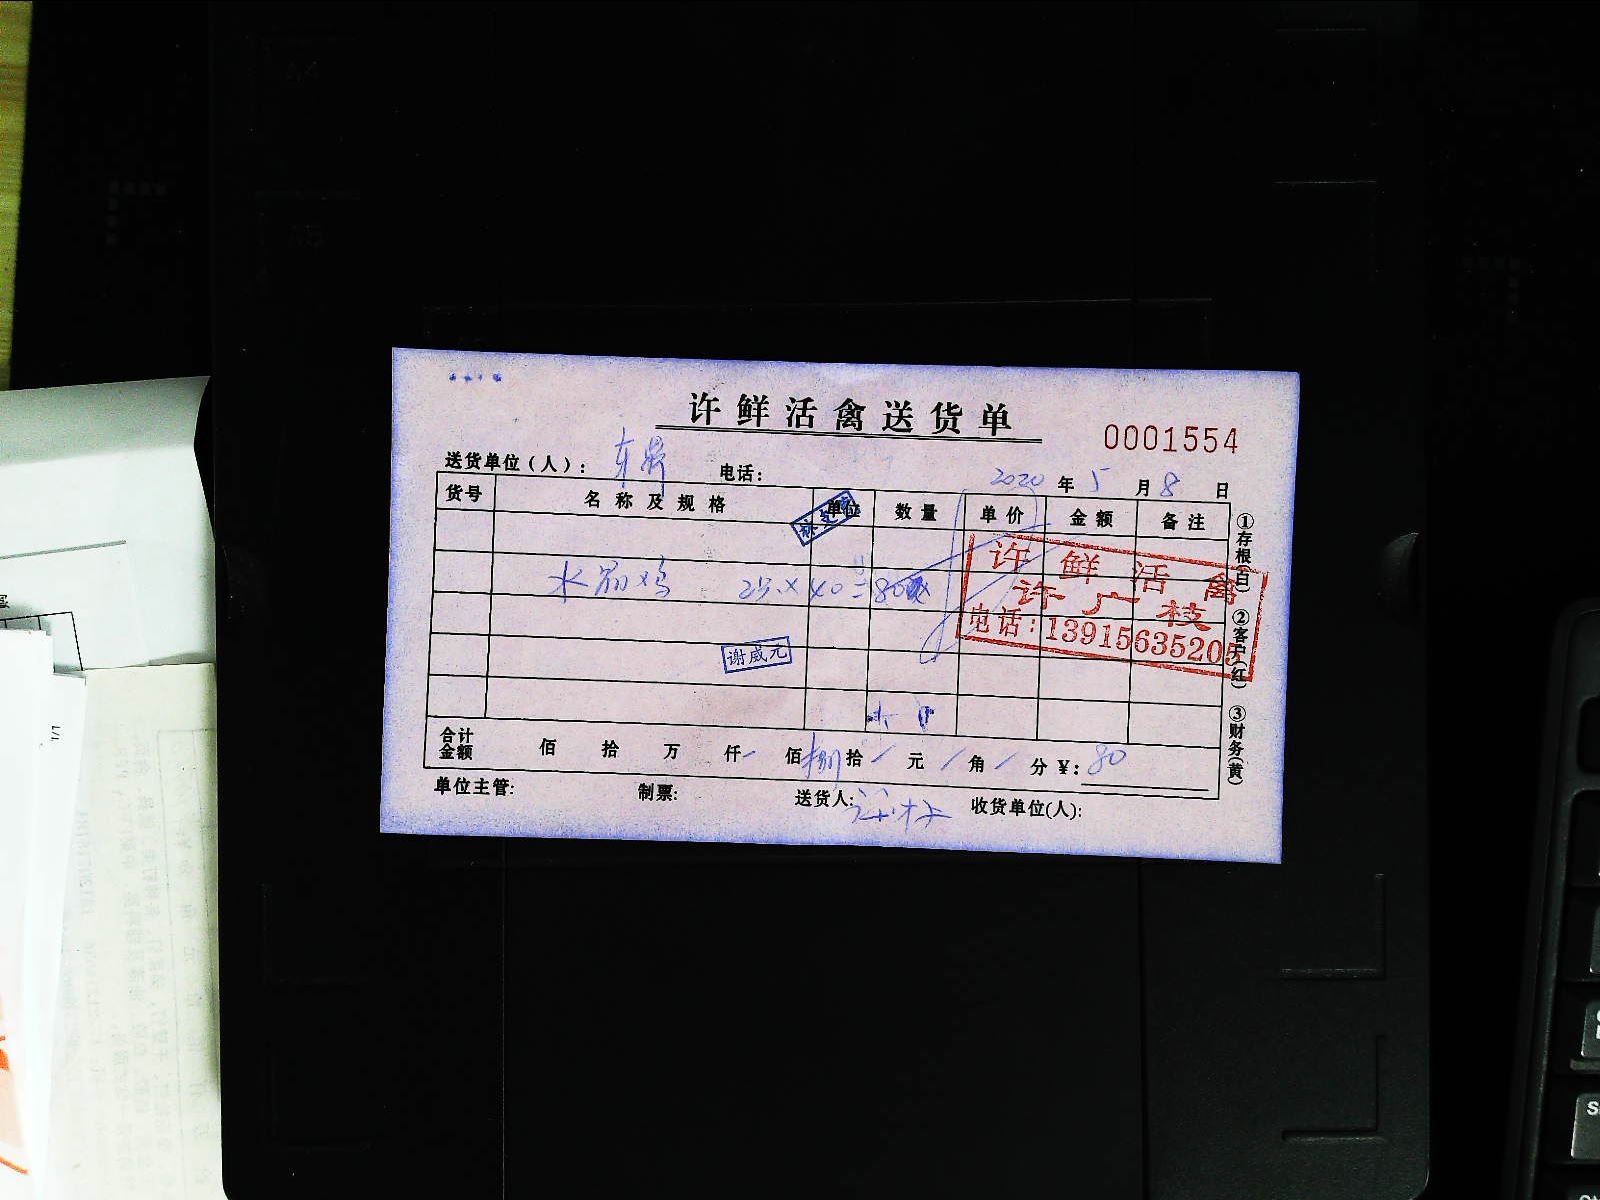 许鲜活禽送货单
0001554
送货单位(人): 东 电话:
2020 年 5 月 8 日
货号 名称及规格 单位 数量 单价 金额 备注
水 鸡 2只 × 40 = 80
谢威元
许鲜活禽
许广枝
电话:13915635205
合计金额 佰 拾 万 仟 佰 捌 拾 元 角 分 ¥: 80
单位主管: 制票: 送货人: 收货单位(人):
①存根(白) ②客户(红) ③财务(黄)
1/1